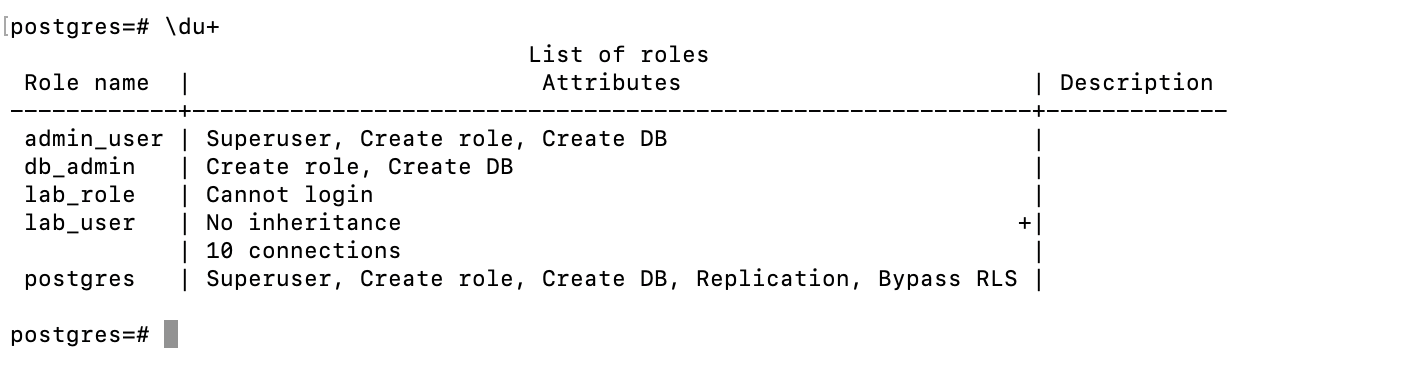 [postgres=# \du+
                                     List of roles
 Role name  |                         Attributes                         | Description
------------+------------------------------------------------------------+-------------
 admin_user | Superuser, Create role, Create DB                          |
 db_admin   | Create role, Create DB                                     |
 lab_role   | Cannot login                                               |
 lab_user   | No inheritance                                            +|
            | 10 connections                                             |
 postgres   | Superuser, Create role, Create DB, Replication, Bypass RLS |
postgres=#